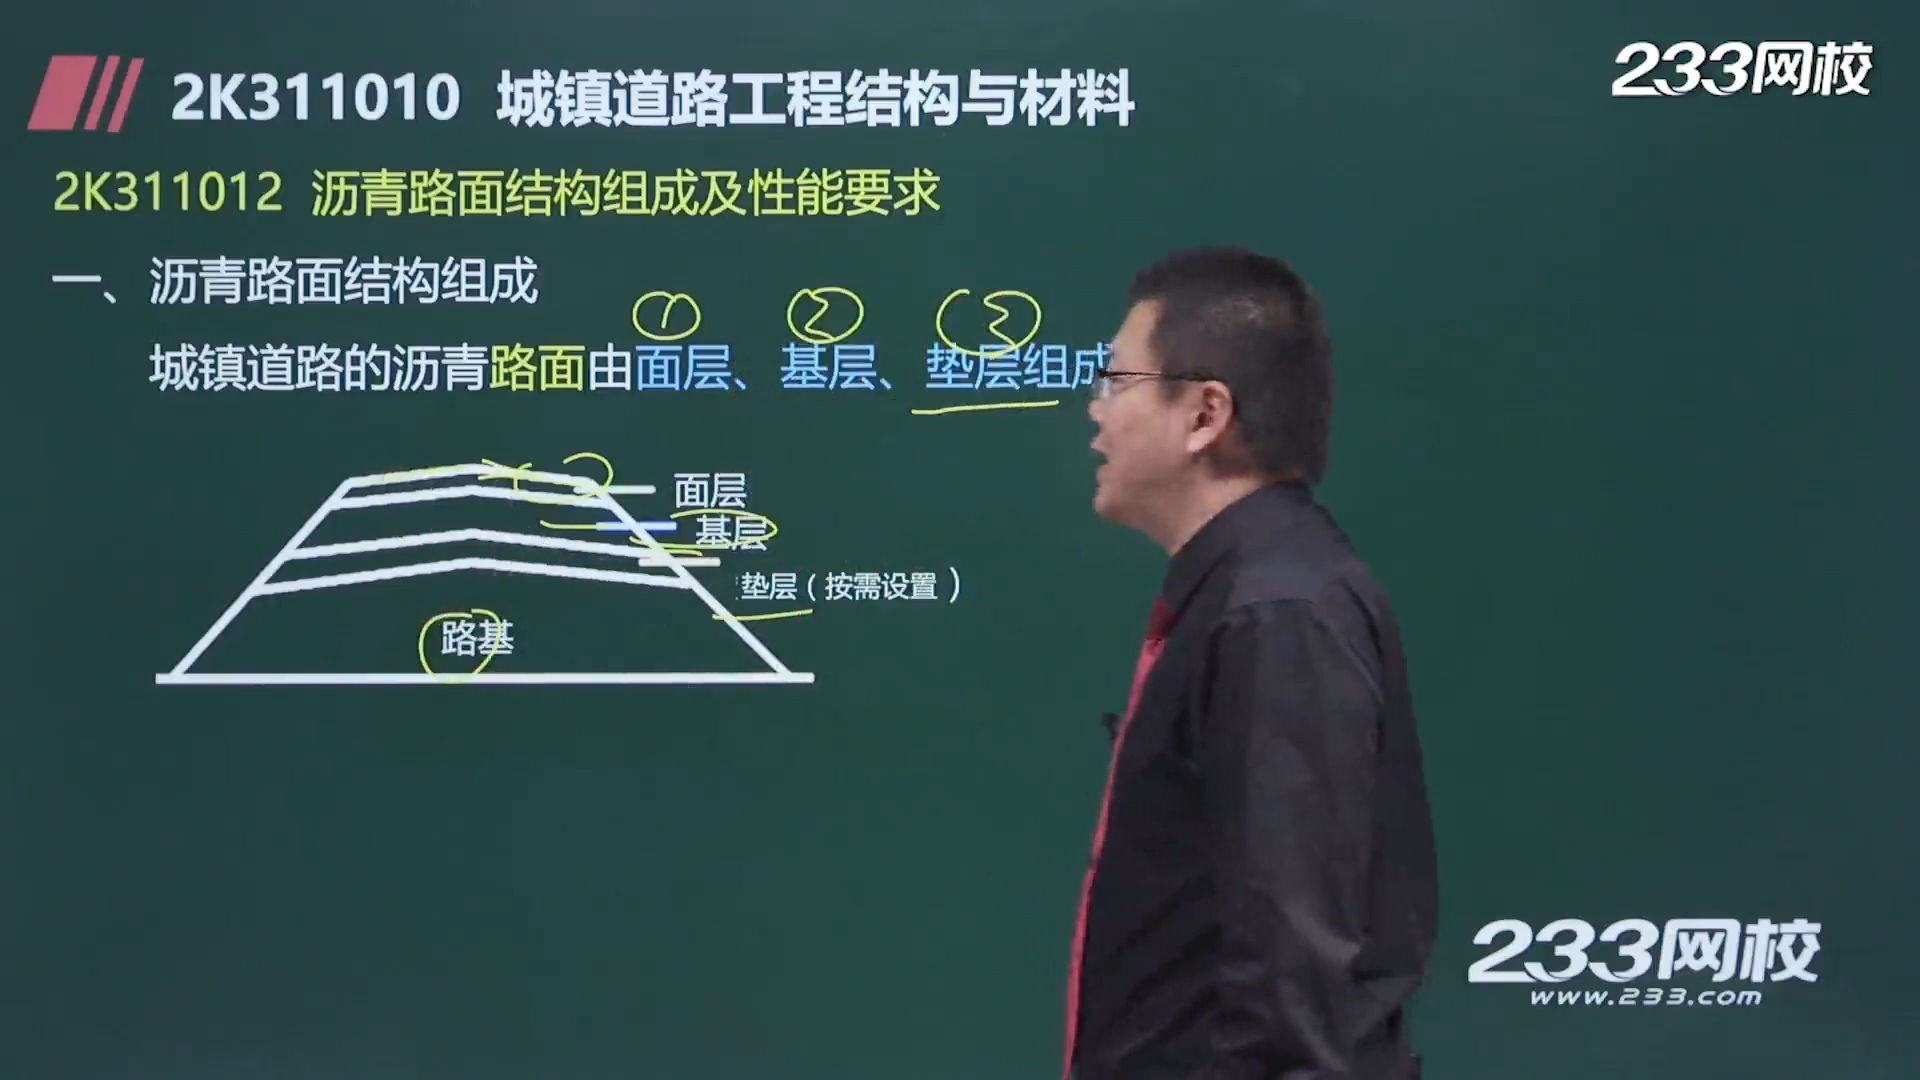 233网校
2K311010 城镇道路工程结构与材料
2K311012 沥青路面结构组成及性能要求
一、沥青路面结构组成
① ② ③
城镇道路的沥青路面由面层、基层、垫层组成
面层
基层
垫层（按需设置）
路基
233网校
www.233.com